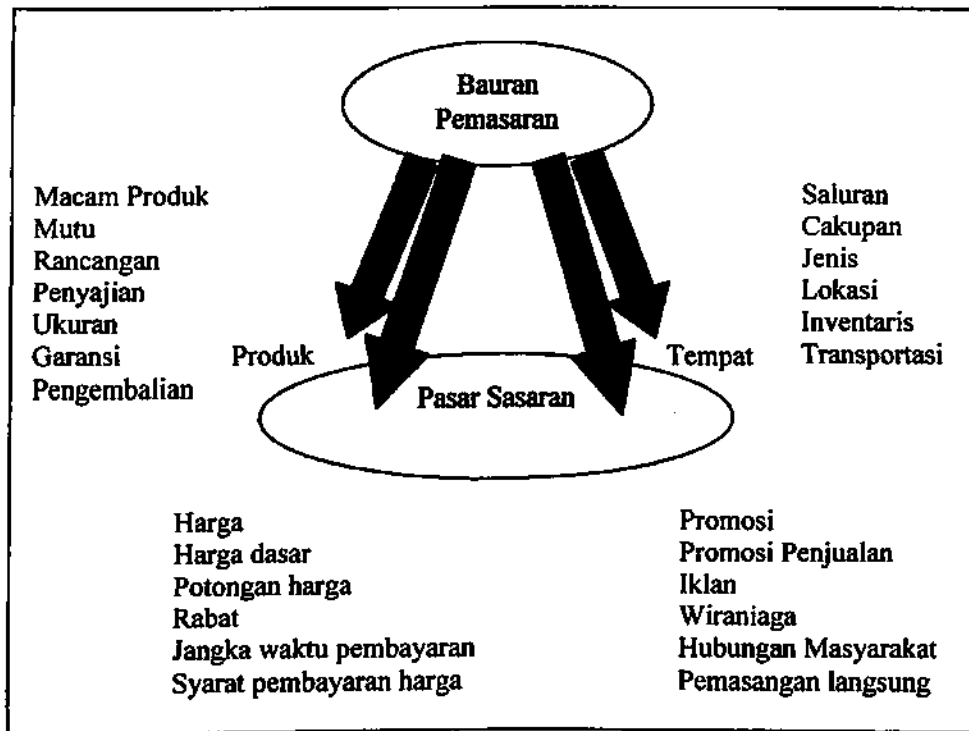 Bauran
Pemasaran
Macam Produk
Mutu
Rancangan
Penyajian
Ukuran
Garansi
Pengembalian
Produk
Saluran
Cakupan
Jenis
Lokasi
Inventaris
Transportasi
Tempat
Pasar Sasaran
Harga
Harga dasar
Potongan harga
Rabat
Jangka waktu pembayaran
Syarat pembayaran harga
Promosi
Promosi Penjualan
Iklan
Wiraniaga
Hubungan Masyarakat
Pemasangan langsung